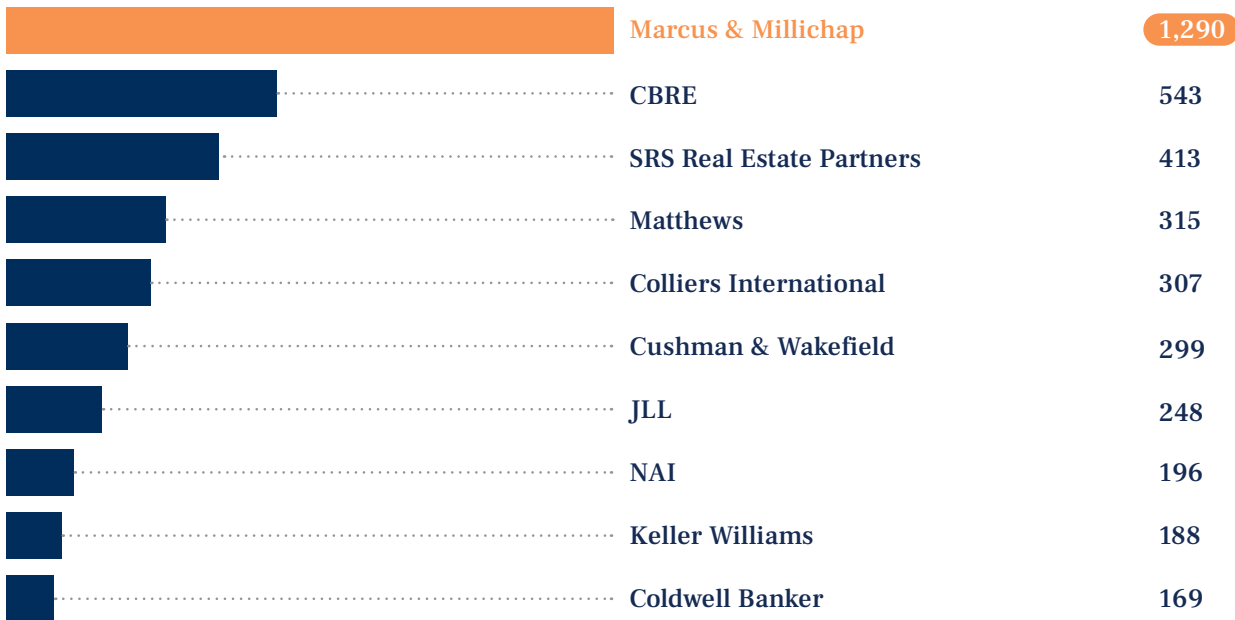 Marcus & Millichap 1,290
CBRE 543
SRS Real Estate Partners 413
Matthews 315
Colliers International 307
Cushman & Wakefield 299
JLL 248
NAI 196
Keller Williams 188
Coldwell Banker 169